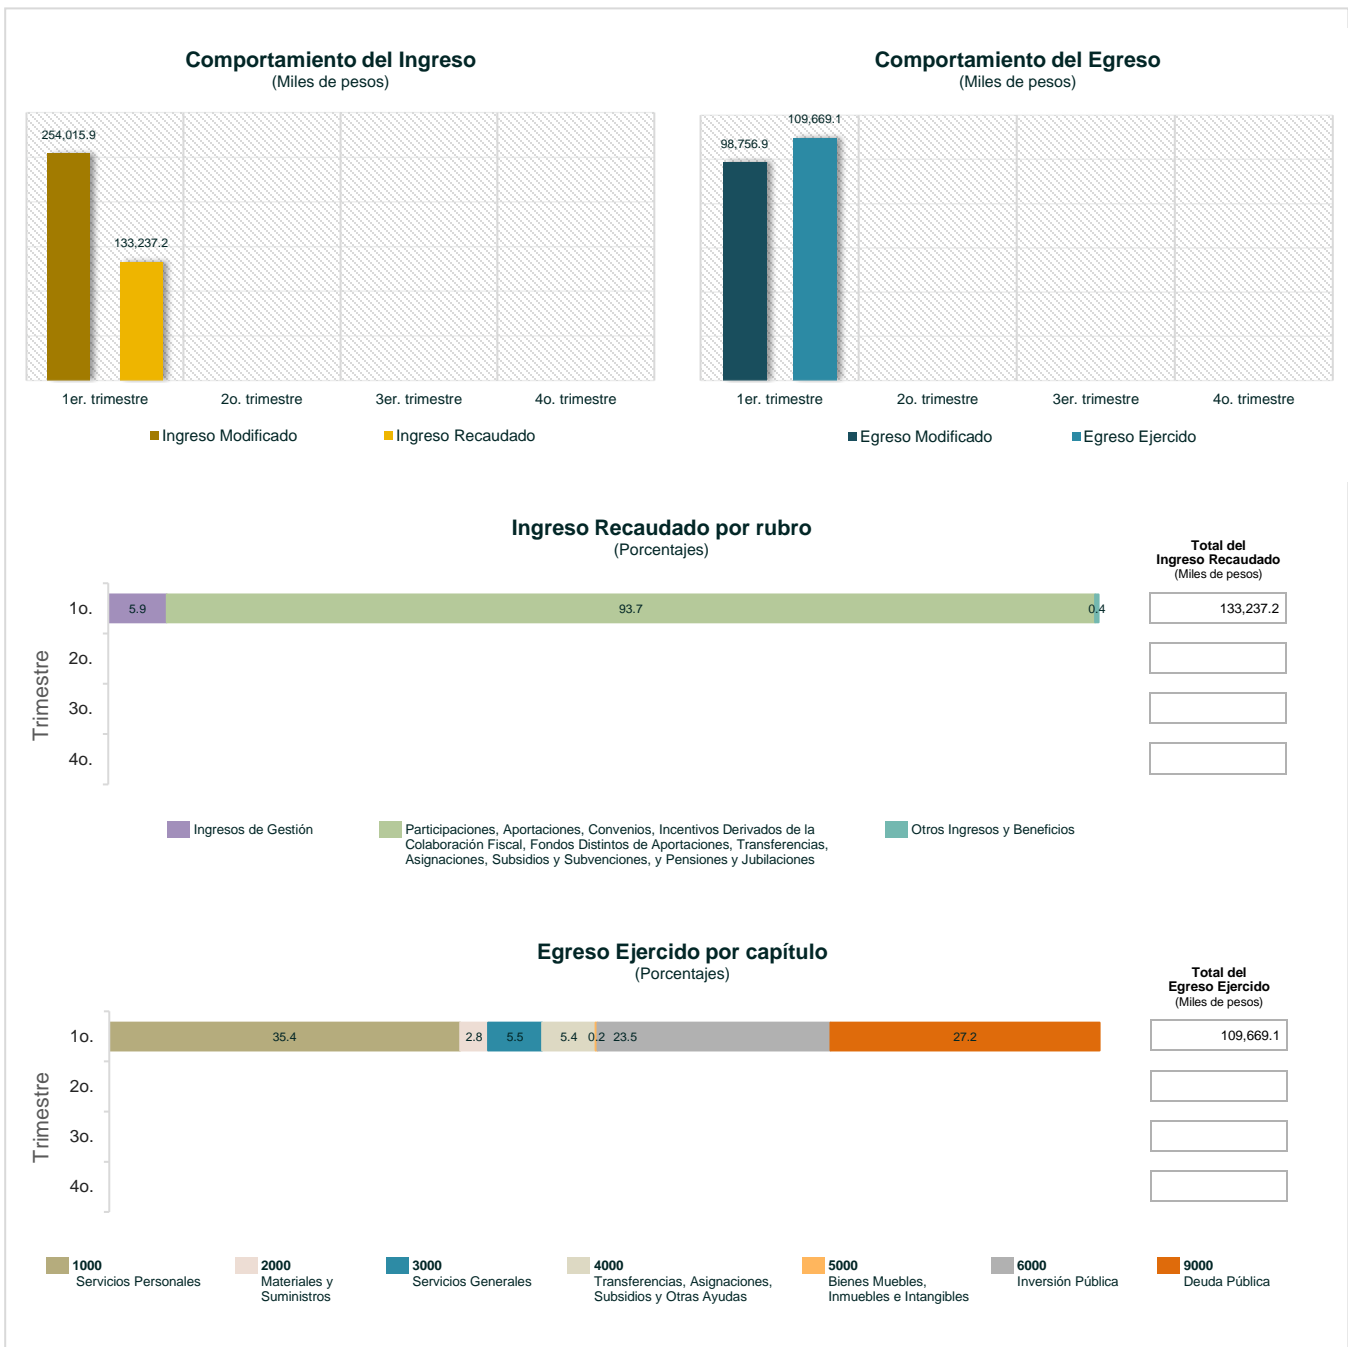 Comportamiento del Ingreso
(Miles de pesos)
254,015.9
133,237.2
1er. trimestre
2o. trimestre
3er. trimestre
4o. trimestre
Ingreso Modificado
Ingreso Recaudado
Comportamiento del Egreso
(Miles de pesos)
98,756.9
109,669.1
1er. trimestre
2o. trimestre
3er. trimestre
4o. trimestre
Egreso Modificado
Egreso Ejercido
Ingreso Recaudado por rubro
(Porcentajes)
Total del
Ingreso Recaudado
(Miles de pesos)
Trimestre
1o.
5.9
93.7
0.4
133,237.2
2o.
3o.
4o.
Ingresos de Gestión
Participaciones, Aportaciones, Convenios, Incentivos Derivados de la
Colaboración Fiscal, Fondos Distintos de Aportaciones, Transferencias,
Asignaciones, Subsidios y Subvenciones, y Pensiones y Jubilaciones
Otros Ingresos y Beneficios
Egreso Ejercido por capítulo
(Porcentajes)
Total del
Egreso Ejercido
(Miles de pesos)
Trimestre
1o.
35.4
2.8
5.5
5.4
0.2
23.5
27.2
109,669.1
2o.
3o.
4o.
1000
Servicios Personales
2000
Materiales y
Suministros
3000
Servicios Generales
4000
Transferencias, Asignaciones,
Subsidios y Otras Ayudas
5000
Bienes Muebles,
Inmuebles e Intangibles
6000
Inversión Pública
9000
Deuda Pública